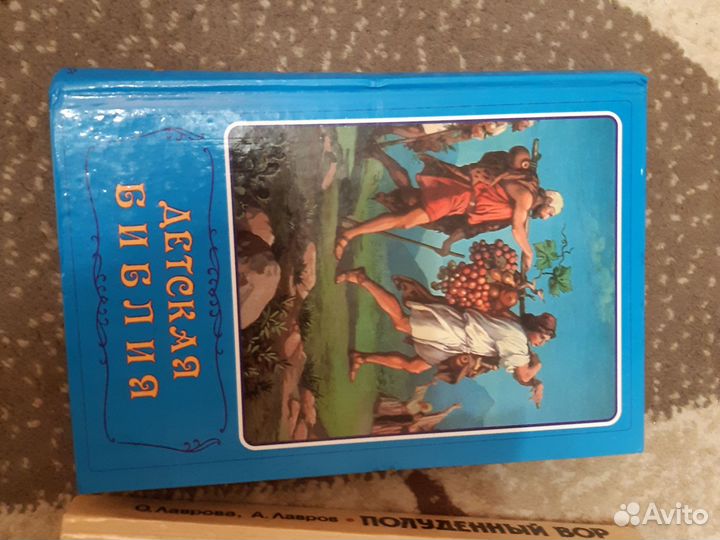 ДЕТСКАЯ
БИБЛИЯ
О. Лаврова, А. Лавров • ПОЛУДЕННЫЙ ВОР
Avito